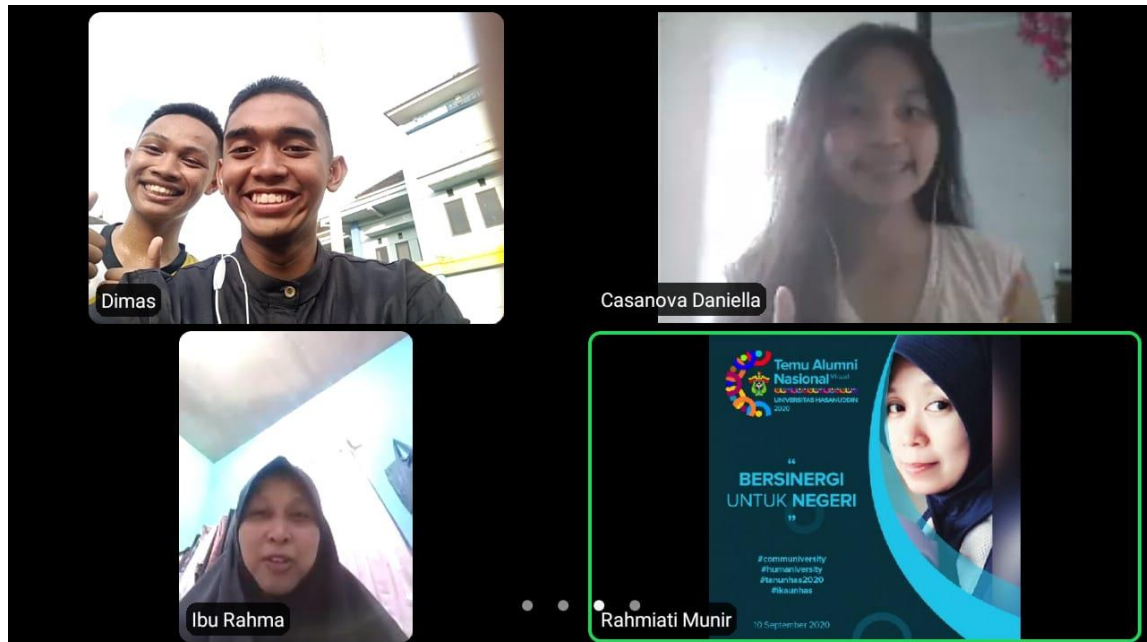 Dimas
Casanova Daniella
Ibu Rahma
Temu Alumni
Nasional Virtual
UNIVERSITAS HASANUDDIN
2020
“
BERSINERGI
UNTUK NEGERI
”
#communiversity
#humaniversity
#tanunhas2020
#ikaunhas
10 September 2020
Rahmiati Munir